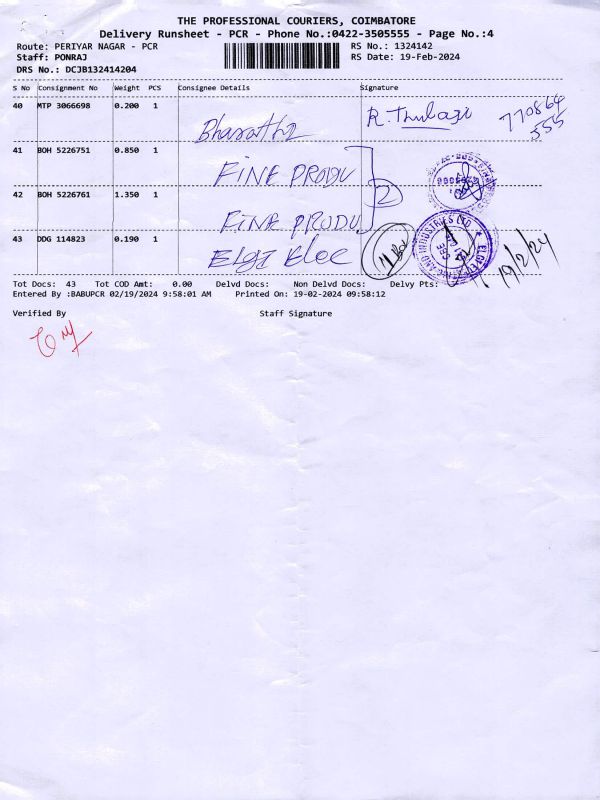 THE PROFESSIONAL COURIERS, COIMBATORE
Delivery Runsheet - PCR - Phone No.:0422-3505555 - Page No.:4
Route: PERIYAR NAGAR - PCR RS No.: 1324142
Staff: PONRAJ RS Date: 19-Feb-2024
DRS No.: DCJB132414204
S No Consignment No Weight PCS Consignee Details Signature
40 MTP 3066698 0.200 1 R. Thulasi 770864
555
41 BOH 5226751 0.850 1
FINE PRODU
42 BOH 5226761 1.350 1 2
FINE PRODU
43 DDG 114823 0.190 1 Elgi Elec 19/2/24
Tot Docs: 43 Tot COD Amt: 0.00 Delvd Docs: Non Delvd Docs: Delvy Pts:
Entered By :BABUPCR 02/19/2024 9:58:01 AM Printed On: 19-02-2024 09:58:12
Verified By Staff Signature